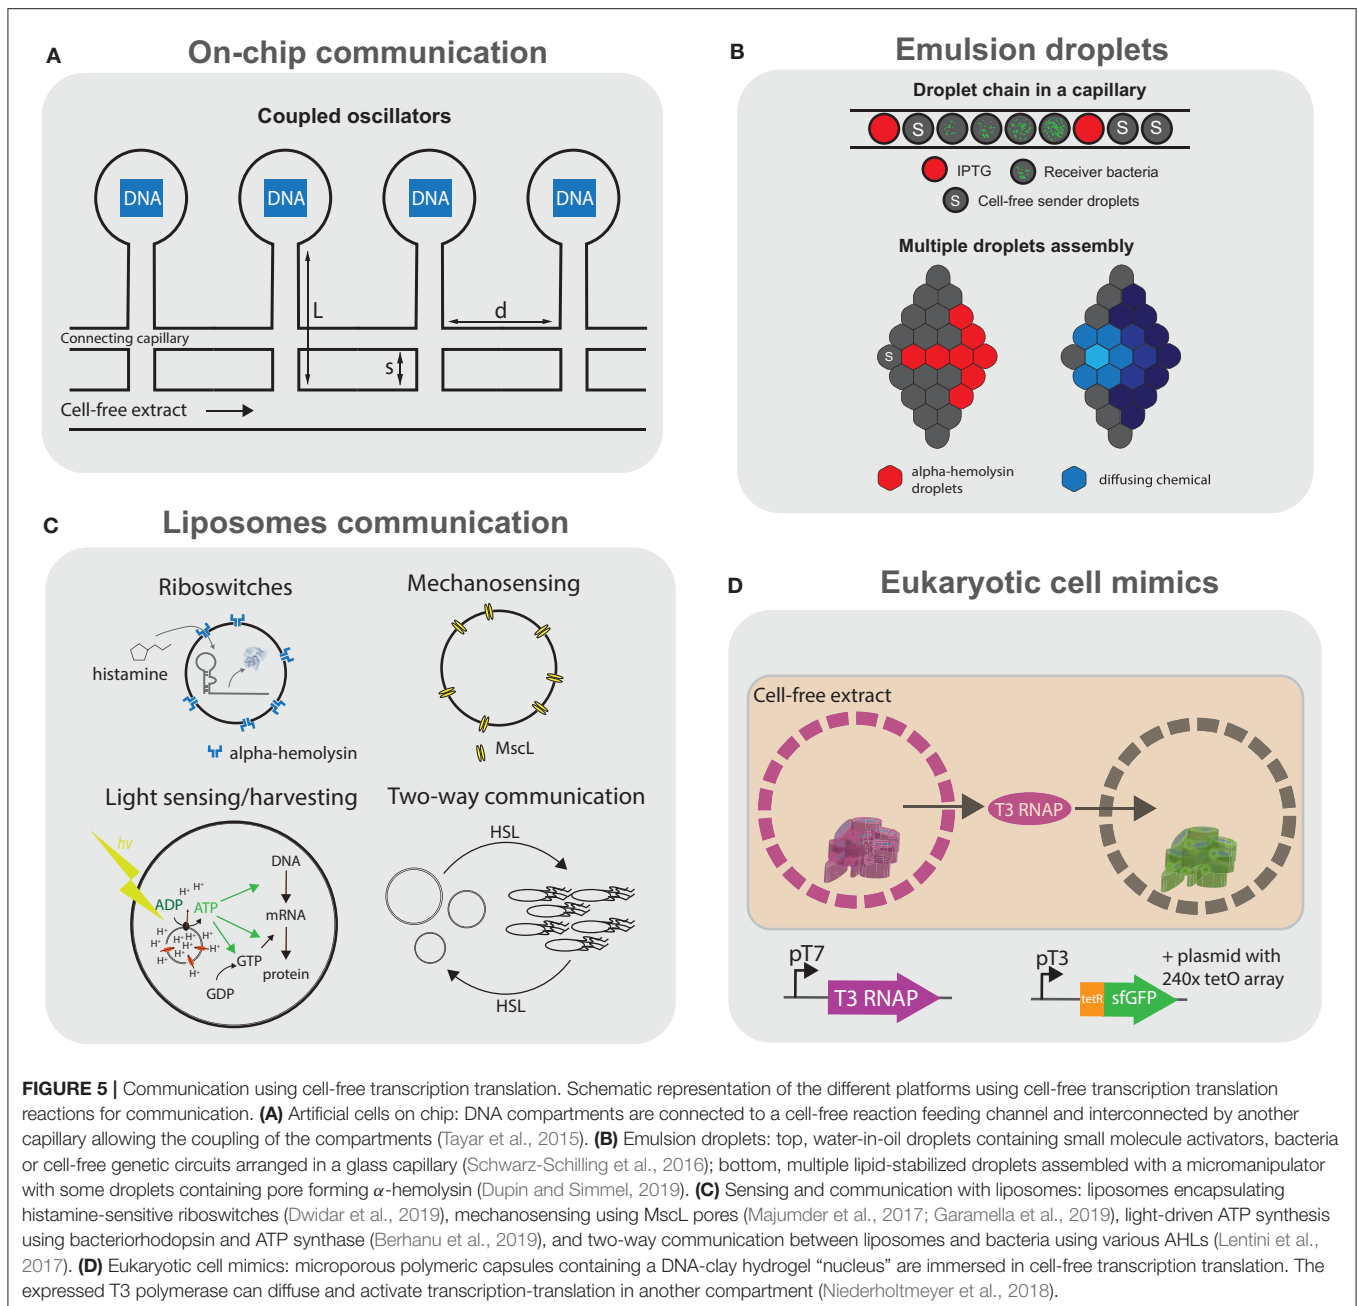 A On-chip communication
Coupled oscillators
DNA DNA DNA DNA
L
d
Connecting capillary
s
Cell-free extract
B Emulsion droplets
Droplet chain in a capillary
S S S
IPTG Receiver bacteria
S Cell-free sender droplets
Multiple droplets assembly
S
alpha-hemolysin
droplets
diffusing chemical
C Liposomes communication
Riboswitches
histamine
alpha-hemolysin
Mechanosensing
MscL
Light sensing/harvesting
hv
DNA
H⁺ H⁺
ADP ATP
mRNA
H⁺ H⁺ H⁺
H⁺ H⁺ H⁺ H⁺
H⁺ H⁺
GTP
protein
H⁺
GDP
Two-way communication
HSL
HSL
D Eukaryotic cell mimics
Cell-free extract
T3 RNAP
pT7
T3 RNAP
pT3
tetR sfGFP
+ plasmid with
240x tetO array
FIGURE 5 | Communication using cell-free transcription translation. Schematic representation of the different platforms using cell-free transcription translation
reactions for communication. (A) Artificial cells on chip: DNA compartments are connected to a cell-free reaction feeding channel and interconnected by another
capillary allowing the coupling of the compartments (Tayar et al., 2015). (B) Emulsion droplets: top, water-in-oil droplets containing small molecule activators, bacteria
or cell-free genetic circuits arranged in a glass capillary (Schwarz-Schilling et al., 2016); bottom, multiple lipid-stabilized droplets assembled with a micromanipulator
with some droplets containing pore forming α-hemolysin (Dupin and Simmel, 2019). (C) Sensing and communication with liposomes: liposomes encapsulating
histamine-sensitive riboswitches (Dwidar et al., 2019), mechanosensing using MscL pores (Majumder et al., 2017; Garamella et al., 2019), light-driven ATP synthesis
using bacteriorhodopsin and ATP synthase (Berhanu et al., 2019), and two-way communication between liposomes and bacteria using various AHLs (Lentini et al.,
2017). (D) Eukaryotic cell mimics: microporous polymeric capsules containing a DNA-clay hydrogel “nucleus” are immersed in cell-free transcription translation. The
expressed T3 polymerase can diffuse and activate transcription-translation in another compartment (Niederholtmeyer et al., 2018).